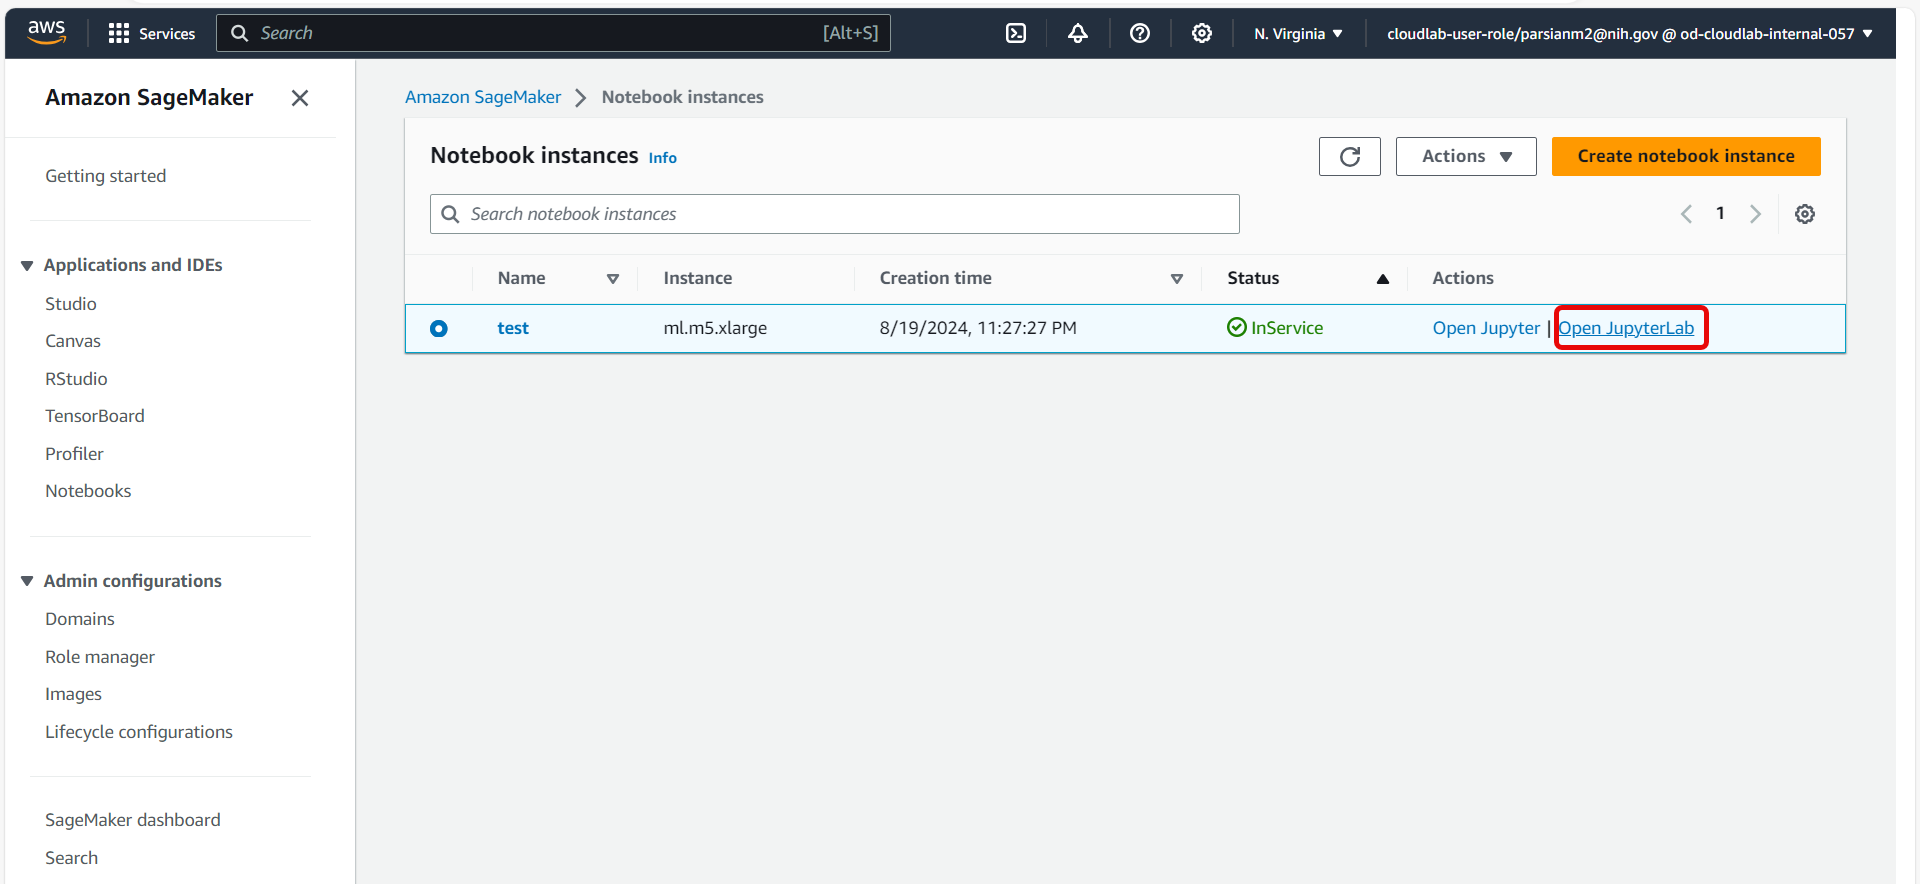 aws
Services
Search [Alt+S]
N. Virginia
cloudlab-user-role/parsianm2@nih.gov @ od-cloudlab-internal-057
Amazon SageMaker
Getting started
Applications and IDEs
Studio
Canvas
RStudio
TensorBoard
Profiler
Notebooks
Admin configurations
Domains
Role manager
Images
Lifecycle configurations
SageMaker dashboard
Search
Amazon SageMaker Notebook instances
Notebook instances Info
Actions
Create notebook instance
Search notebook instances
1
Name Instance Creation time Status Actions
test ml.m5.xlarge 8/19/2024, 11:27:27 PM InService Open Jupyter | Open JupyterLab